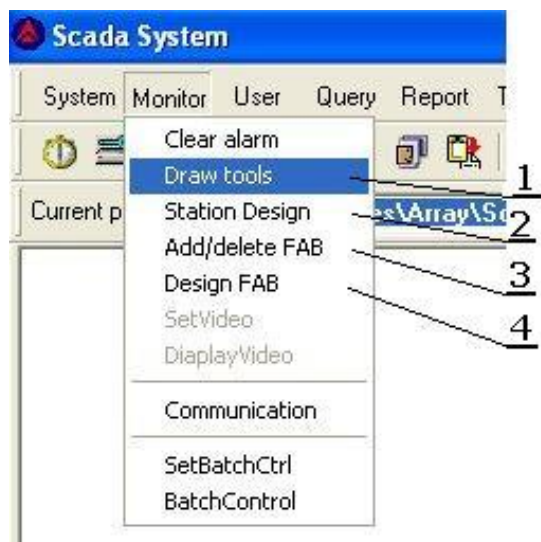 Scada System
System Monitor User Query Report T
Clear alarm
Draw tools
1
Current p
Station Design
es\Array\Sc
2
Add/delete FAB
3
Design FAB
4
SetVideo
DiaplayVideo
Communication
SetBatchCtrl
BatchControl